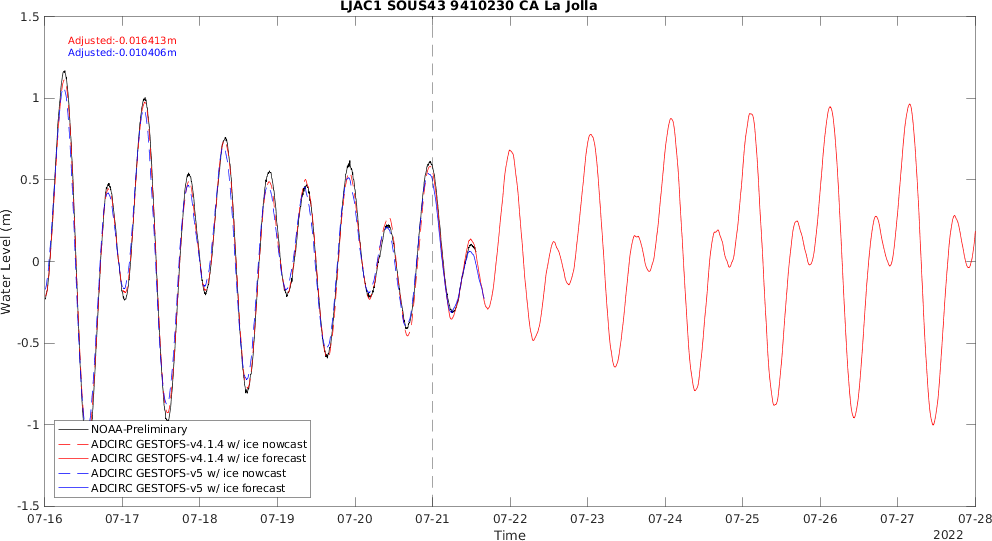 LJAC1 SOUS43 9410230 CA La Jolla
Adjusted:-0.016413m
Adjusted:-0.010406m
1.5
1
0.5
0
-0.5
-1
-1.5
Water Level (m)
NOAA-Preliminary
ADCIRC GESTOFS-v4.1.4 w/ ice nowcast
ADCIRC GESTOFS-v4.1.4 w/ ice forecast
ADCIRC GESTOFS-v5 w/ ice nowcast
ADCIRC GESTOFS-v5 w/ ice forecast
07-16 07-17 07-18 07-19 07-20 07-21 07-22 07-23 07-24 07-25 07-26 07-27 07-28
Time
2022